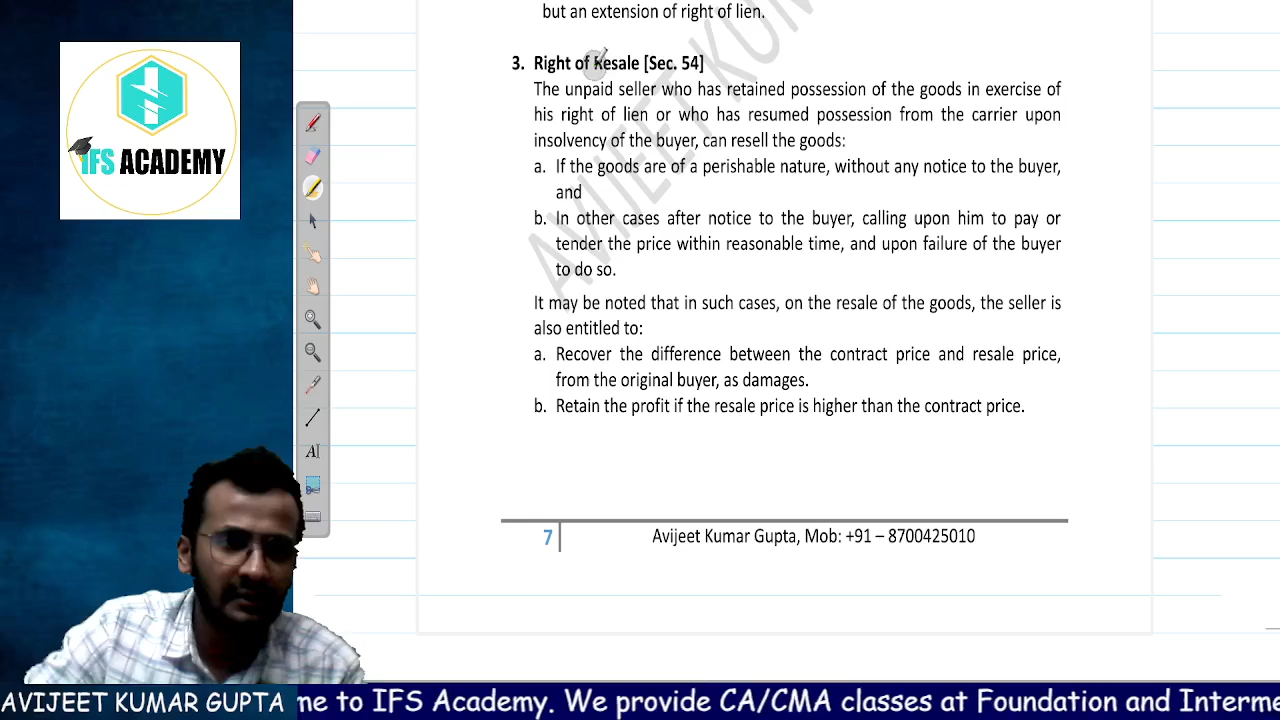 but an extension of right of lien.
3. Right of Resale [Sec. 54]
The unpaid seller who has retained possession of the goods in exercise of
his right of lien or who has resumed possession from the carrier upon
insolvency of the buyer, can resell the goods:
a. If the goods are of a perishable nature, without any notice to the buyer,
and
b. In other cases after notice to the buyer, calling upon him to pay or
tender the price within reasonable time, and upon failure of the buyer
to do so.
It may be noted that in such cases, on the resale of the goods, the seller is
also entitled to:
a. Recover the difference between the contract price and resale price,
from the original buyer, as damages.
b. Retain the profit if the resale price is higher than the contract price.
7 Avijeet Kumar Gupta, Mob: +91 – 8700425010
IFS ACADEMY
AVIJEET KUM
A
AVIJEET KUMAR GUPTA
me to IFS Academy. We provide CA/CMA classes at Foundation and Interme